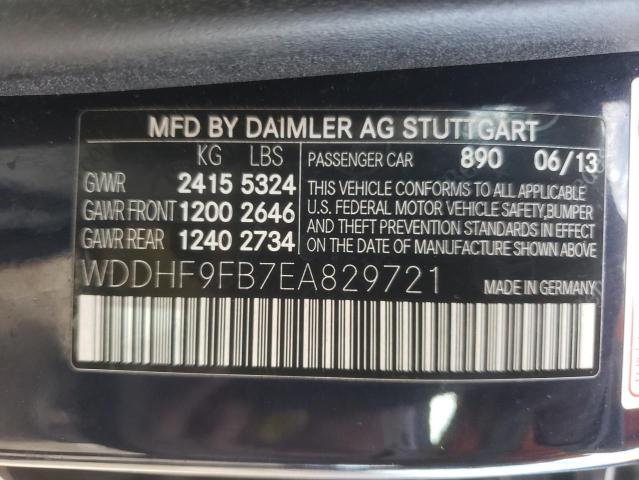 MFD BY DAIMLER AG STUTTGART
KG LBS
GVWR 2415 5324
GAWR FRONT 1200 2646
GAWR REAR 1240 2734
PASSENGER CAR 890 06/13
THIS VEHICLE CONFORMS TO ALL APPLICABLE
U.S. FEDERAL MOTOR VEHICLE SAFETY, BUMPER
AND THEFT PREVENTION STANDARDS IN EFFECT
ON THE DATE OF MANUFACTURE SHOWN ABOVE.
WDDHF9FB7EA829721 MADE IN GERMANY